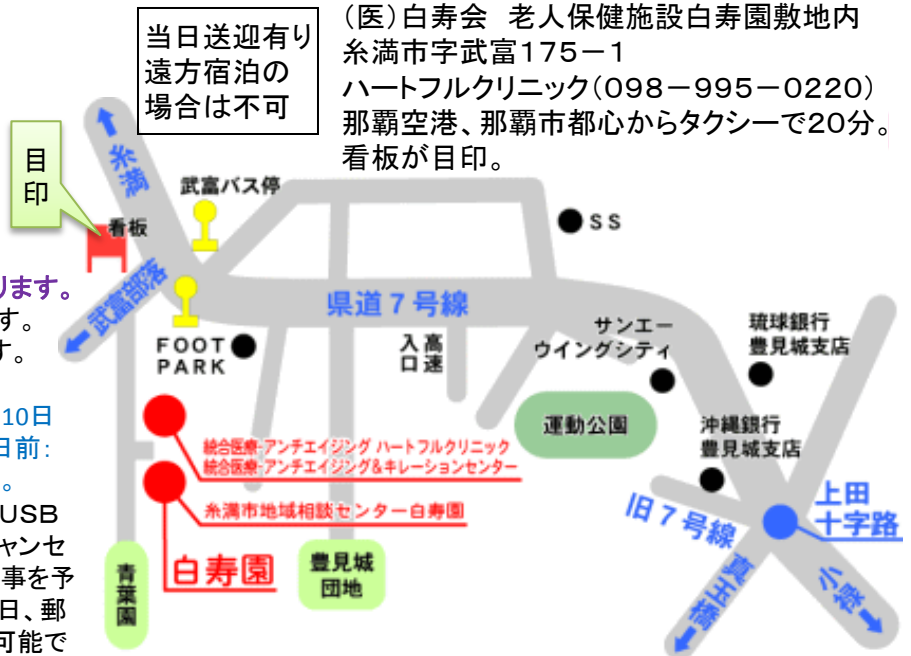 当日送迎有り
遠方宿泊の
場合は不可
(医)白寿会 老人保健施設白寿園敷地内
糸満市字武富175-1
ハートフルクリニック(098-995-0220)
那覇空港、那覇市都心からタクシーで20分。
看板が目印。
目
印
糸満
武富バス停
看板
SS
武富部落
県道7号線
ります。
す。
す。
FOOT
PARK
高速
入口
サンエー
ウイングシティ
琉球銀行
豊見城支店
10日
日前:
。
運動公園
沖縄銀行
豊見城支店
統合医療・アンチエイジング ハートフルクリニック
統合医療・アンチエイジング&キレーションセンター
糸満市地域相談センター白寿園
USB
ャンセ
事を予
日、郵
可能で
旧7号線
上田
十字路
白寿園
青葉園
豊見城
団地
真玉橋
小禄